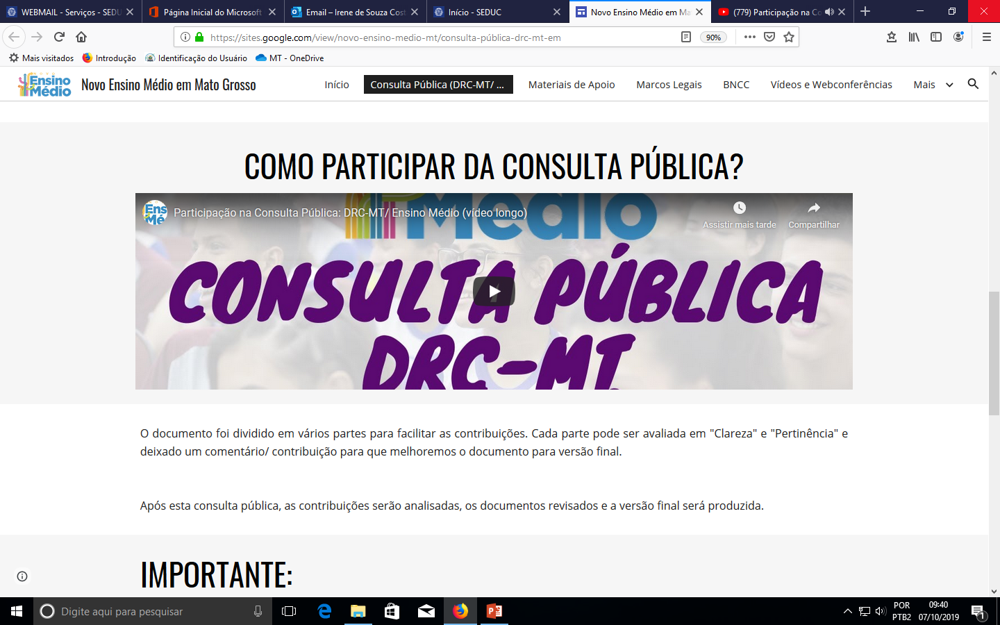 WEBMAIL - Serviços - SEDU
Página Inicial do Microsoft
Email – Irene de Souza Cost
Início - SEDUC
Novo Ensino Médio em Ma
(779) Participação na Co
https://sites.google.com/view/novo-ensino-medio-mt/consulta-pública-drc-mt-em
90%
Mais visitados
Introdução
Identificação do Usuário
MT - OneDrive
NOVO
Ensino
Médio
Novo Ensino Médio em Mato Grosso
Início
Consulta Pública (DRC-MT/ ...
Materiais de Apoio
Marcos Legais
BNCC
Vídeos e Webconferências
Mais
COMO PARTICIPAR DA CONSULTA PÚBLICA?
Ens
Mé
Participação na Consulta Pública: DRC-MT/ Ensino Médio (vídeo longo)
Assistir mais tarde
Compartilhar
Médio
CONSULTA PÚBLICA
DRC-MT
O documento foi dividido em vários partes para facilitar as contribuições. Cada parte pode ser avaliada em "Clareza" e "Pertinência" e
deixado um comentário/ contribuição para que melhoremos o documento para versão final.
Após esta consulta pública, as contribuições serão analisadas, os documentos revisados e a versão final será produzida.
IMPORTANTE:
Digite aqui para pesquisar
POR
PTB2
09:40
07/10/2019
1